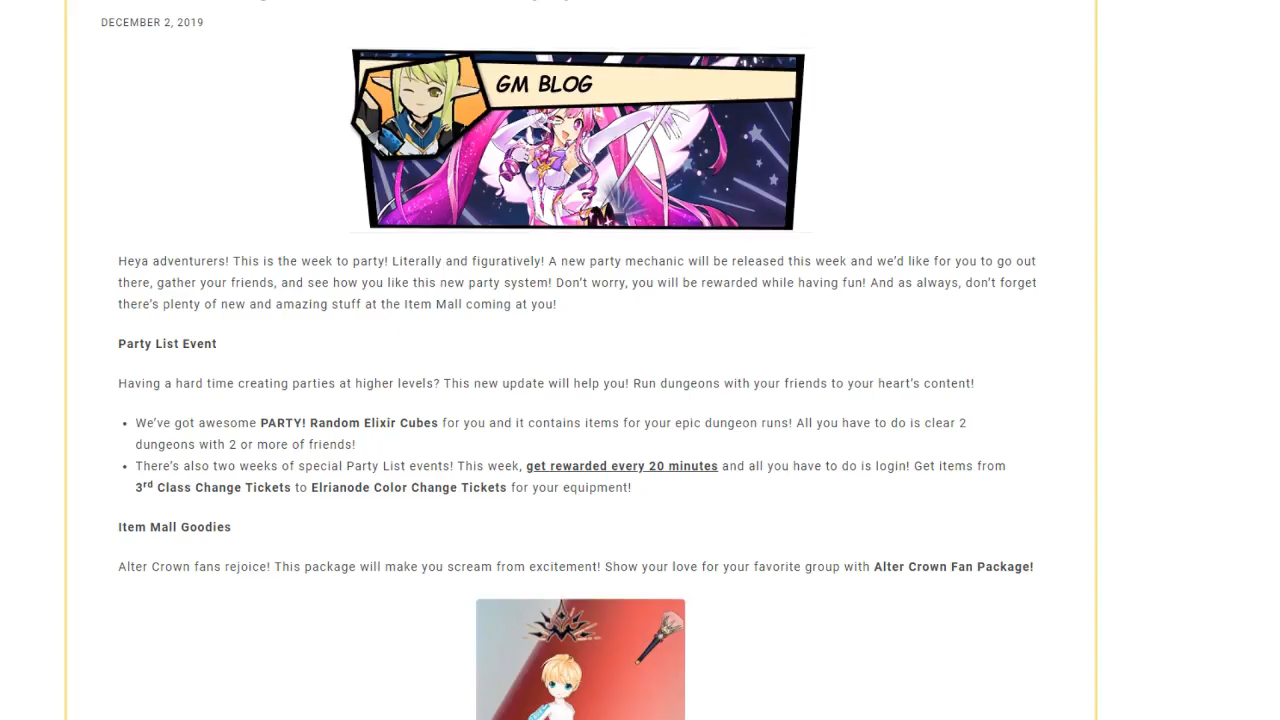 DECEMBER 2, 2019
GM BLOG
Heya adventurers! This is the week to party! Literally and figuratively! A new party mechanic will be released this week and we’d like for you to go out
there, gather your friends, and see how you like this new party system! Don’t worry, you will be rewarded while having fun! And as always, don’t forget
there’s plenty of new and amazing stuff at the Item Mall coming at you!
Party List Event
Having a hard time creating parties at higher levels? This new update will help you! Run dungeons with your friends to your heart’s content!
• We’ve got awesome PARTY! Random Elixir Cubes for you and it contains items for your epic dungeon runs! All you have to do is clear 2
dungeons with 2 or more of friends!
• There’s also two weeks of special Party List events! This week, get rewarded every 20 minutes and all you have to do is login! Get items from
3rd Class Change Tickets to Elrianode Color Change Tickets for your equipment!
Item Mall Goodies
Alter Crown fans rejoice! This package will make you scream from excitement! Show your love for your favorite group with Alter Crown Fan Package!